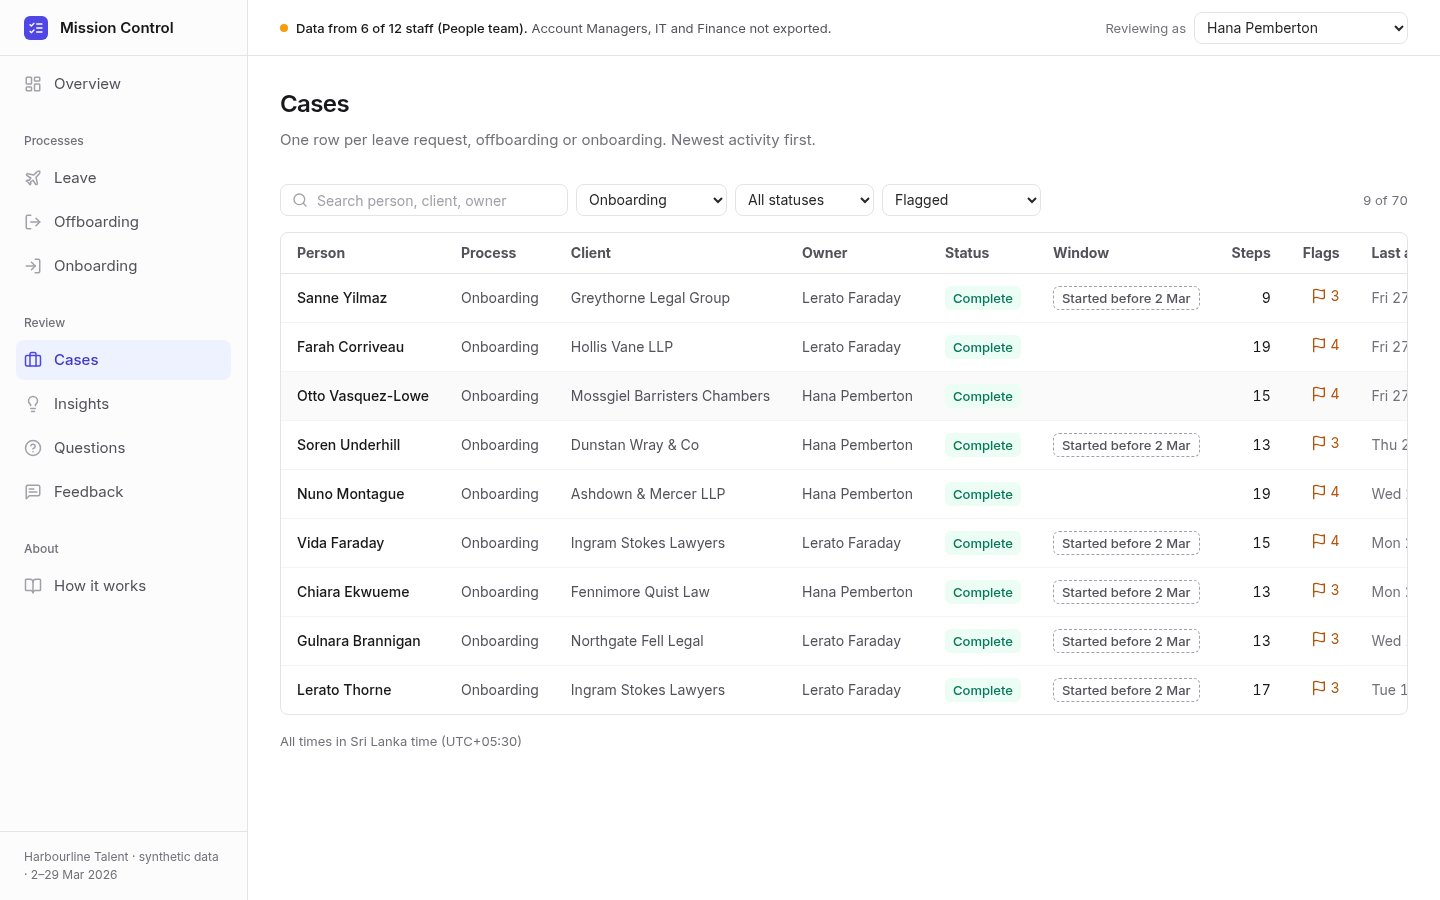 Mission Control
Data from 6 of 12 staff (People team). Account Managers, IT and Finance not exported.
Reviewing as
Hana Pemberton
Overview
Processes
Leave
Offboarding
Onboarding
Review
Cases
Insights
Questions
Feedback
About
How it works
Harbourline Talent · synthetic data
· 2–29 Mar 2026
Cases
One row per leave request, offboarding or onboarding. Newest activity first.
Search person, client, owner
Onboarding
All statuses
Flagged
9 of 70
Person Process Client Owner Status Window Steps Flags Last
Sanne Yilmaz Onboarding Greythorne Legal Group Lerato Faraday Complete Started before 2 Mar 9 3 Fri 27
Farah Corriveau Onboarding Hollis Vane LLP Lerato Faraday Complete 19 4 Fri 27
Otto Vasquez-Lowe Onboarding Mossgiel Barristers Chambers Hana Pemberton Complete 15 4 Fri 27
Soren Underhill Onboarding Dunstan Wray & Co Hana Pemberton Complete Started before 2 Mar 13 3 Thu
Nuno Montague Onboarding Ashdown & Mercer LLP Hana Pemberton Complete 19 4 Wed
Vida Faraday Onboarding Ingram Stokes Lawyers Lerato Faraday Complete Started before 2 Mar 15 4 Mon
Chiara Ekwueme Onboarding Fennimore Quist Law Hana Pemberton Complete Started before 2 Mar 13 3 Mon
Gulnara Brannigan Onboarding Northgate Fell Legal Lerato Faraday Complete Started before 2 Mar 13 3 Wed
Lerato Thorne Onboarding Ingram Stokes Lawyers Lerato Faraday Complete Started before 2 Mar 17 3 Tue
All times in Sri Lanka time (UTC+05:30)